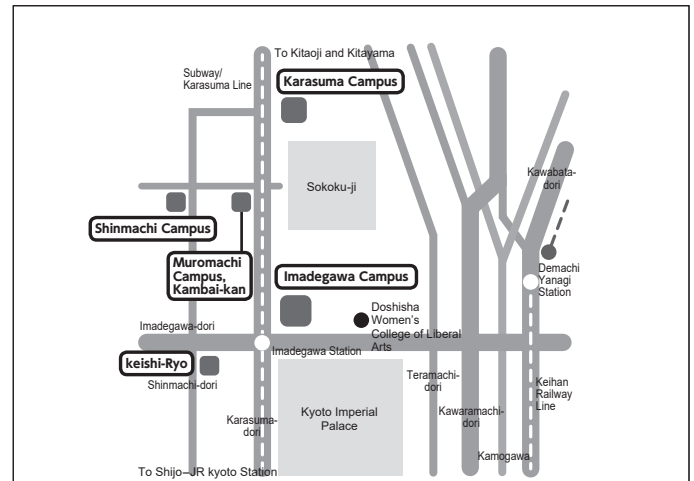 To Kitaoji and Kitayama
Subway/
Karasuma Line
Karasuma Campus
Sokoku-ji
Kawabata-
dori
Shinmachi Campus
Muromachi
Campus,
Kambai-kan
Imadegawa Campus
Demachi
Yanagi
Station
Doshisha
Women's
College of Liberal
Arts
Imadegawa-dori
Imadegawa Station
keishi-Ryo
Shinmachi-dori
Teramachi-
dori
Keihan
Railway
Line
Kyoto Imperial
Palace
Karasuma-
dori
Kawaramachi-
dori
Kamogawa
To Shijo–JR kyoto Station